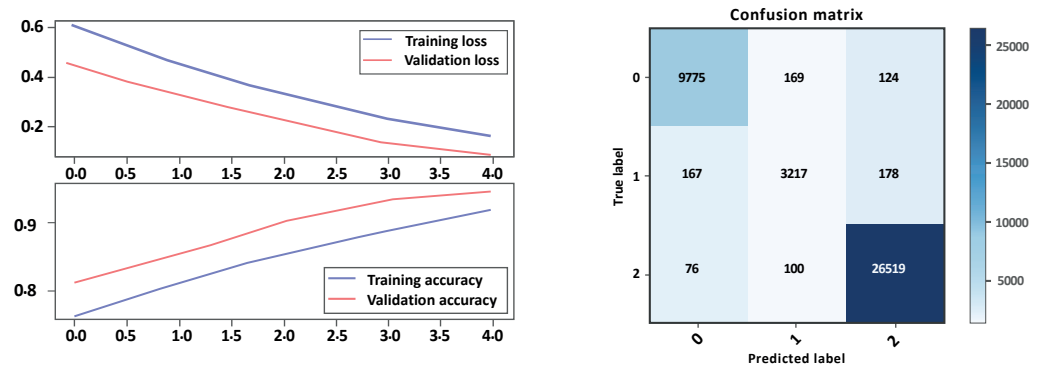 0·6
0·4
0·2
Training loss
Validation loss
0·0 0·5 1·0 1·5 2·0 2·5 3·0 3·5 4·0
0·9
0·8
Training accuracy
Validation accuracy
0·0 0·5 1·0 1·5 2·0 2·5 3·0 3·5 4·0
Confusion matrix
True label
0 9775 169 124
1 167 3217 178
2 76 100 26519
0 1 2
Predicted label
25000
20000
15000
10000
5000